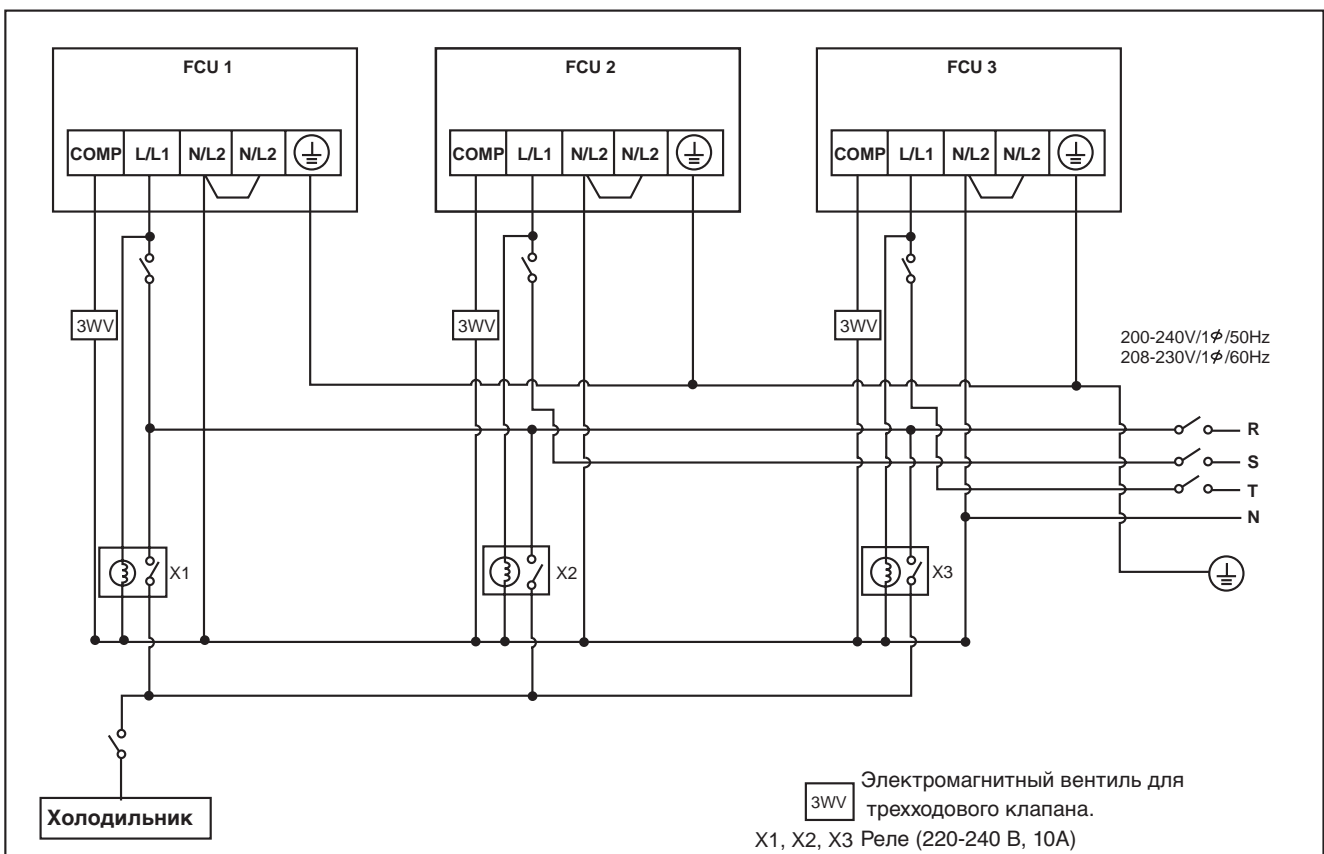 FCU 1
FCU 2
FCU 3
COMP L/L1 N/L2 N/L2
COMP L/L1 N/L2 N/L2
COMP L/L1 N/L2 N/L2
3WV
3WV
3WV
200-240V/1ϕ/50Hz
208-230V/1ϕ/60Hz
R
S
T
N
X1
X2
X3
Холодильник
3WV
Электромагнитный вентиль для
трехходового клапана.
X1, X2, X3 Реле (220-240 В, 10А)